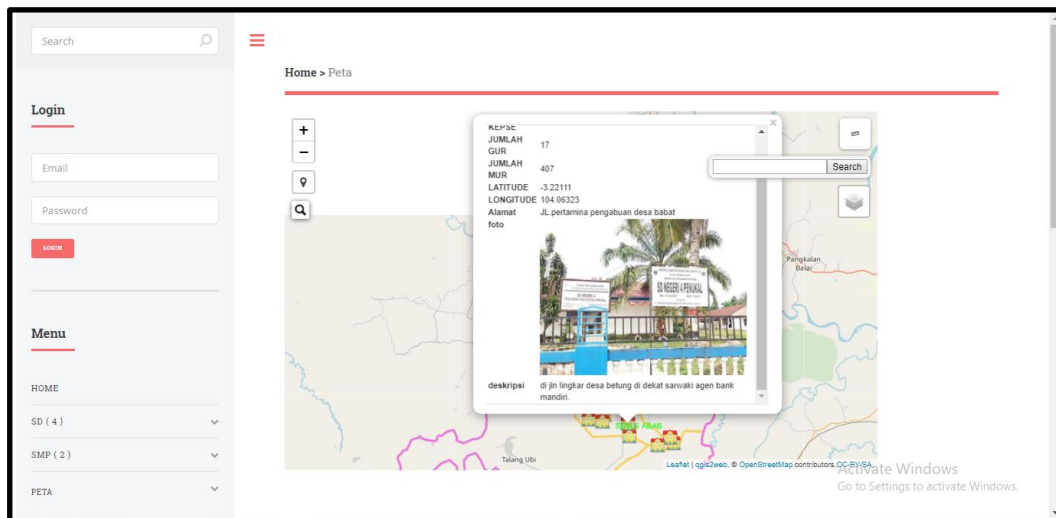 Search
Login
Email
Password
LOGIN
Menu
HOME
SD ( 4 )
SMP ( 2 )
PETA
Home > Peta
+
−
KEPSE
JUMLAH GUR 17
JUMLAH MUR 407
LATITUDE -3.22111
LONGITUDE 104.06323
Alamat JL.pertamina pengabuan desa babat
foto
SD NEGERI 4 PENUKAL
deskripsi di jln lingkar desa betung di dekat sarwaki agen bank
mandiri.
×
Search
Pangkalan
Balai
ABAB
Talang Ubi
Leaflet | qgis2web, © OpenStreetMap contributors, CC-BY-SA
Activate Windows
Go to Settings to activate Windows.